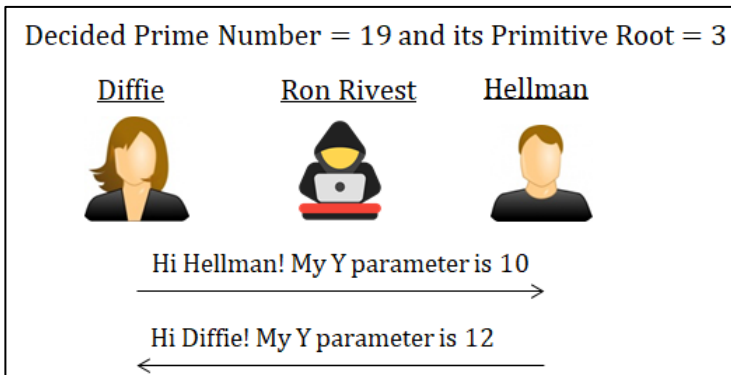 Decided Prime Number = 19 and its Primitive Root = 3
Diffie Ron Rivest Hellman
Hi Hellman! My Y parameter is 10
Hi Diffie! My Y parameter is 12